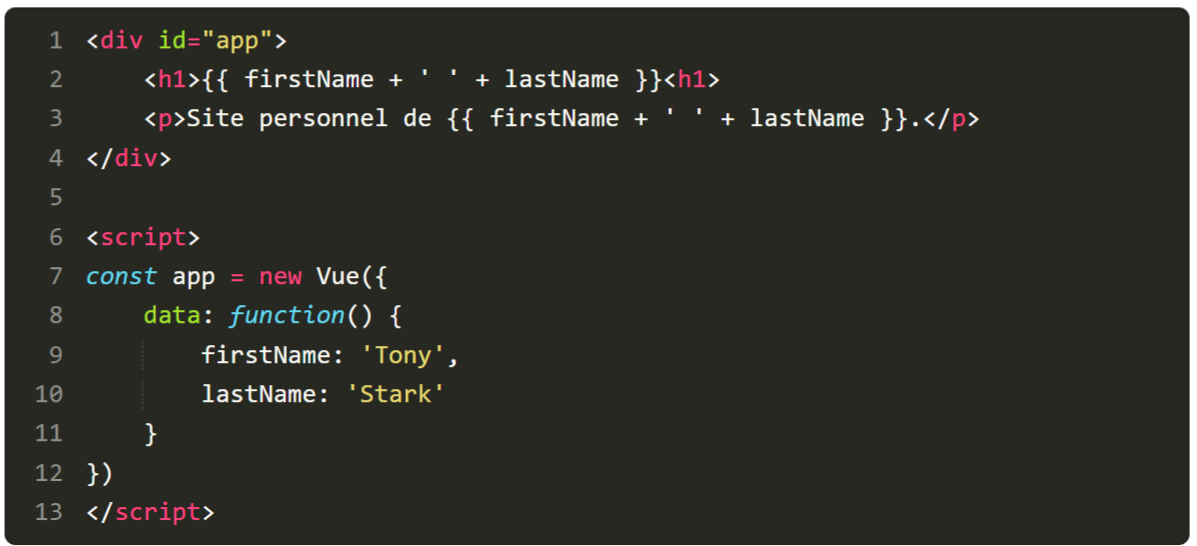 1 <div id="app">
2     <h1>{{ firstName + ' ' + lastName }}<h1>
3     <p>Site personnel de {{ firstName + ' ' + lastName }}.</p>
4 </div>
5
6 <script>
7 const app = new Vue({
8     data: function() {
9         firstName: 'Tony',
10         lastName: 'Stark'
11     }
12 })
13 </script>